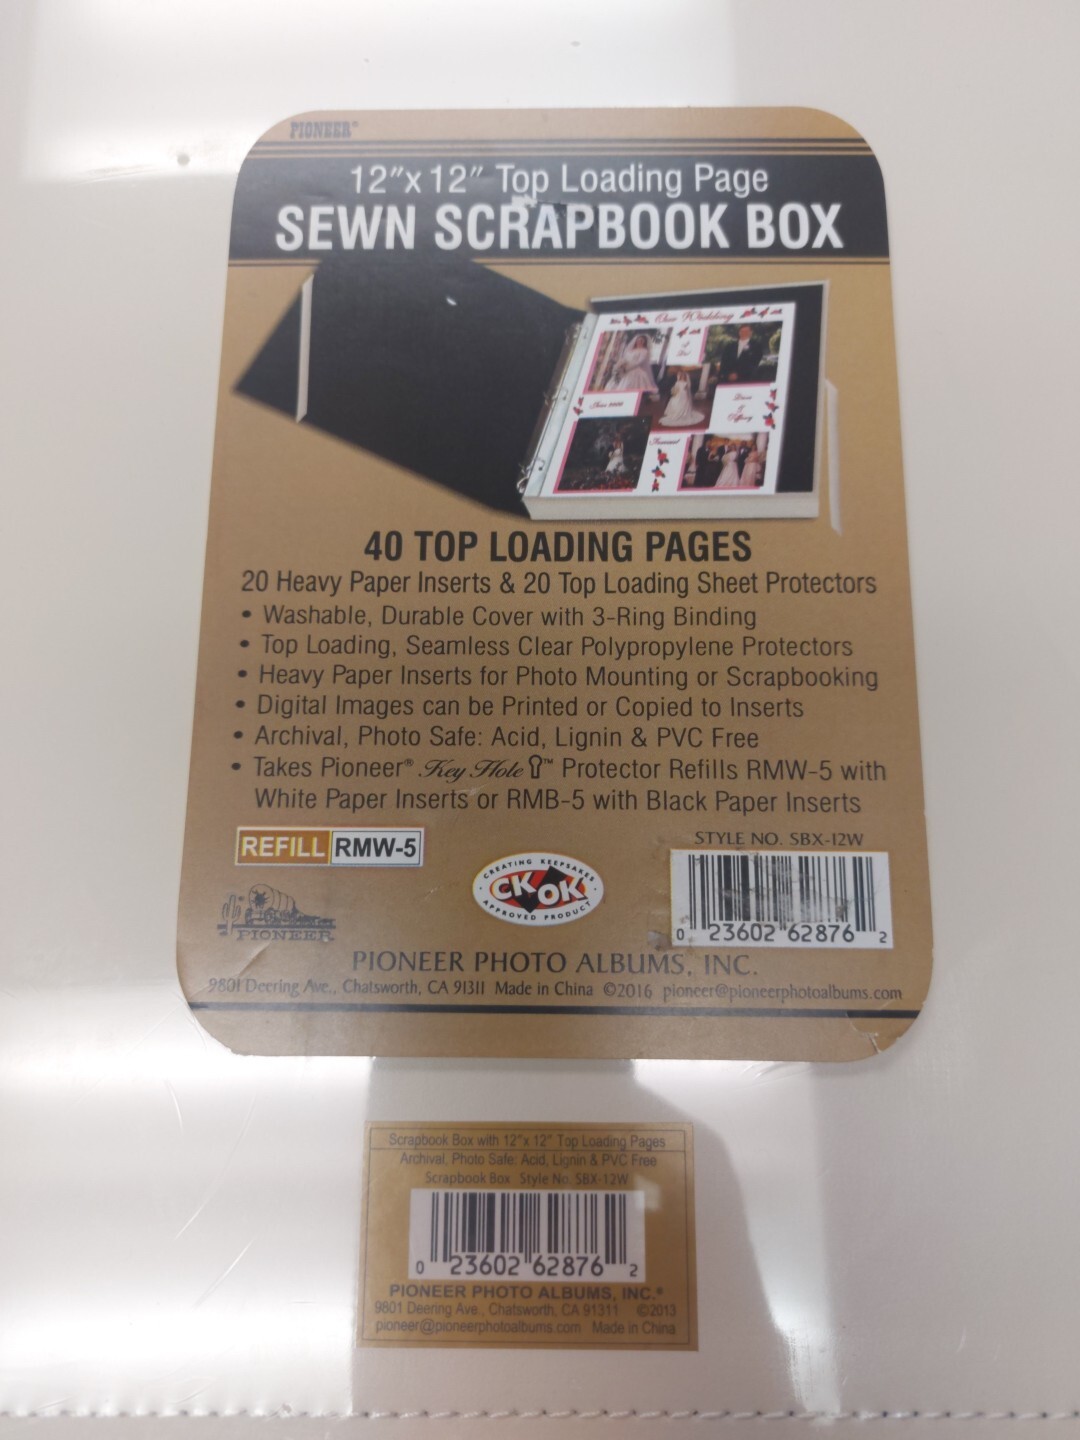 PIONEER®
12"x 12" Top Loading Page
SEWN SCRAPBOOK BOX
Our Wedding
40 TOP LOADING PAGES
20 Heavy Paper Inserts & 20 Top Loading Sheet Protectors
• Washable, Durable Cover with 3-Ring Binding
• Top Loading, Seamless Clear Polypropylene Protectors
• Heavy Paper Inserts for Photo Mounting or Scrapbooking
• Digital Images can be Printed or Copied to Inserts
• Archival, Photo Safe: Acid, Lignin & PVC Free
• Takes Pioneer® Key Hole™ Protector Refills RMW-5 with
White Paper Inserts or RMB-5 with Black Paper Inserts
REFILL RMW-5
STYLE NO. SBX-12W
CREATING KEEPSAKES
CK OK
APPROVED PRODUCT
0 23602 62876 2
PIONEER
PIONEER PHOTO ALBUMS, INC.
9801 Deering Ave., Chatsworth, CA 91311 Made in China ©2016 pioneer@pioneerphotoalbums.com
Scrapbook Box with 12"x 12" Top Loading Pages
Archival, Photo Safe: Acid, Lignin & PVC Free
Scrapbook Box Style No. SBX-12W
0 23602 62876 2
PIONEER PHOTO ALBUMS, INC.®
9801 Deering Ave., Chatsworth, CA 91311 ©2013
pioneer@pioneerphotoalbums.com Made in China